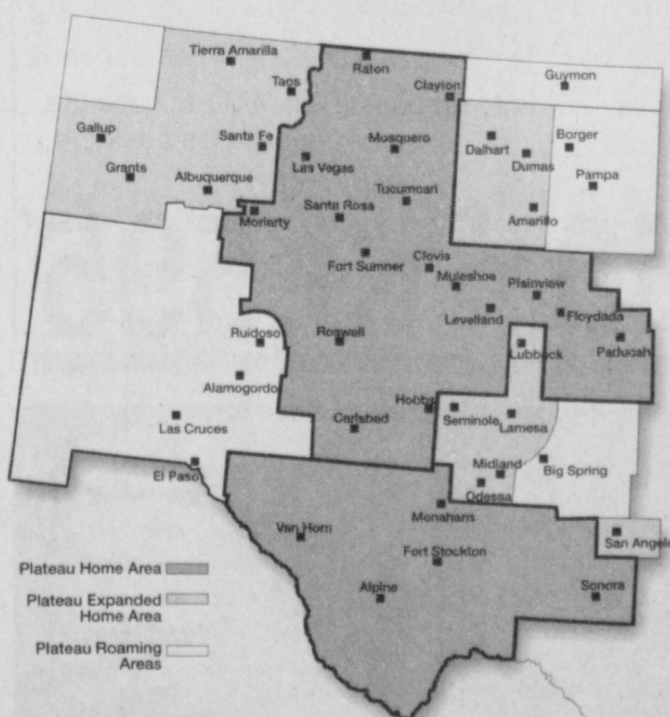 Tierra Amarilla
Raton
Taos
Clayton
Guymon
Gallup
Santa Fe
Mosquero
Dalhart
Borger
Grants
Las Vegas
Dumas
Albuquerque
Tucumcari
Pampa
Moriarty
Santa Rosa
Amarillo
Fort Sumner
Clovis
Muleshoe
Plainview
Levelland
Floydada
Ruidoso
Roswell
Lubbock
Paducah
Alamogordo
Hobbs
Seminole
Lamesa
Las Cruces
Carlsbad
El Paso
Midland
Big Spring
Odessa
Monahans
Van Horn
San Angelo
Fort Stockton
Alpine
Sonora
Plateau Home Area
Plateau Expanded
Home Area
Plateau Roaming
Areas